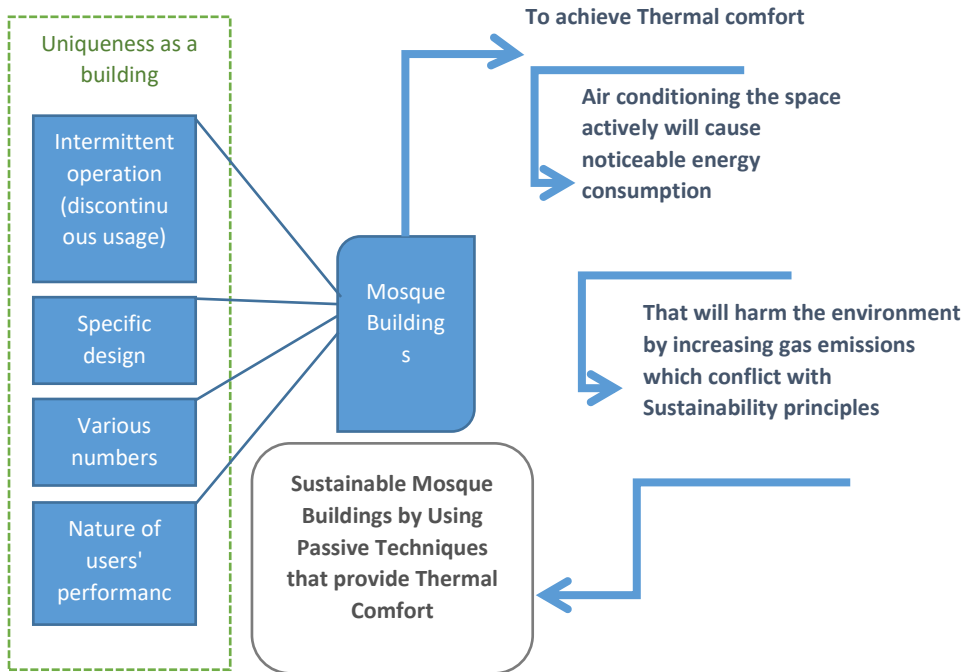 Uniqueness as a
building
Intermittent
operation
(discontinu
ous usage)
Specific
design
Various
numbers
Nature of
users'
performanc
Mosque
Building
s
To achieve Thermal comfort
Air conditioning the space
actively will cause
noticeable energy
consumption
That will harm the environment
by increasing gas emissions
which conflict with
Sustainability principles
Sustainable Mosque
Buildings by Using
Passive Techniques
that provide Thermal
Comfort